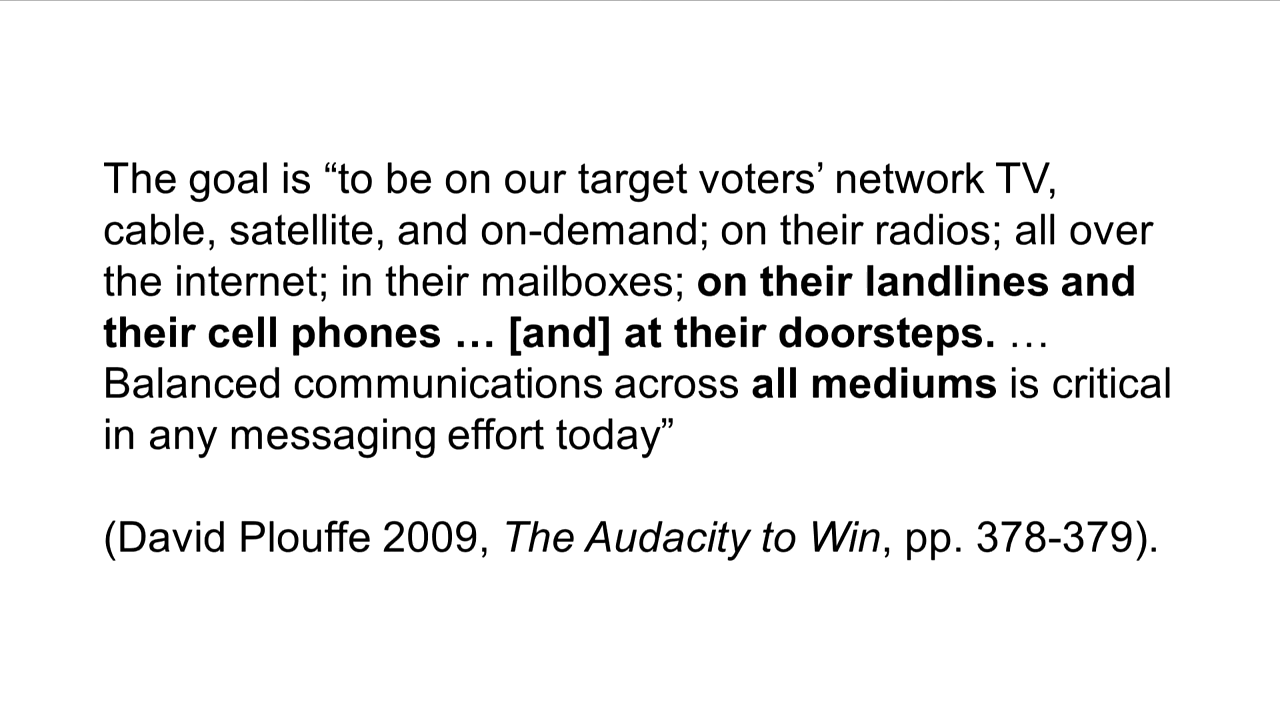 The goal is “to be on our target voters’ network TV,
cable, satellite, and on-demand; on their radios; all over
the internet; in their mailboxes; on their landlines and
their cell phones … [and] at their doorsteps. …
Balanced communications across all mediums is critical
in any messaging effort today”
(David Plouffe 2009, The Audacity to Win, pp. 378-379).